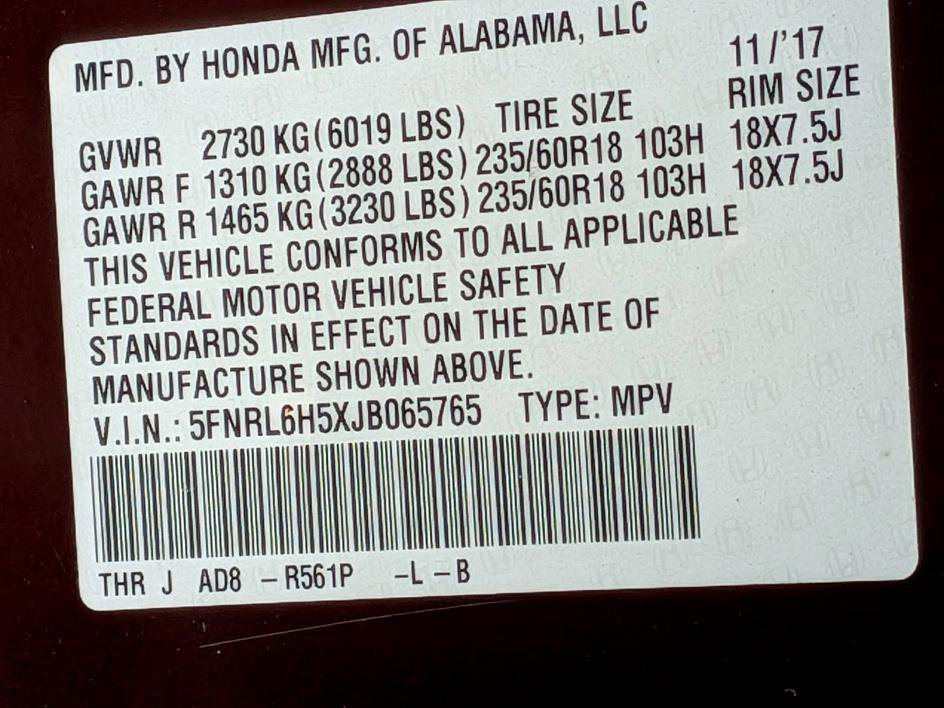 MFD. BY HONDA MFG. OF ALABAMA, LLC 11/'17
GVWR 2730 KG(6019 LBS) TIRE SIZE RIM SIZE
GAWR F 1310 KG(2888 LBS) 235/60R18 103H 18X7.5J
GAWR R 1465 KG(3230 LBS) 235/60R18 103H 18X7.5J
THIS VEHICLE CONFORMS TO ALL APPLICABLE
FEDERAL MOTOR VEHICLE SAFETY
STANDARDS IN EFFECT ON THE DATE OF
MANUFACTURE SHOWN ABOVE.
V.I.N.: 5FNRL6H5XJB065765 TYPE: MPV
THR J AD8 -R561P -L-B